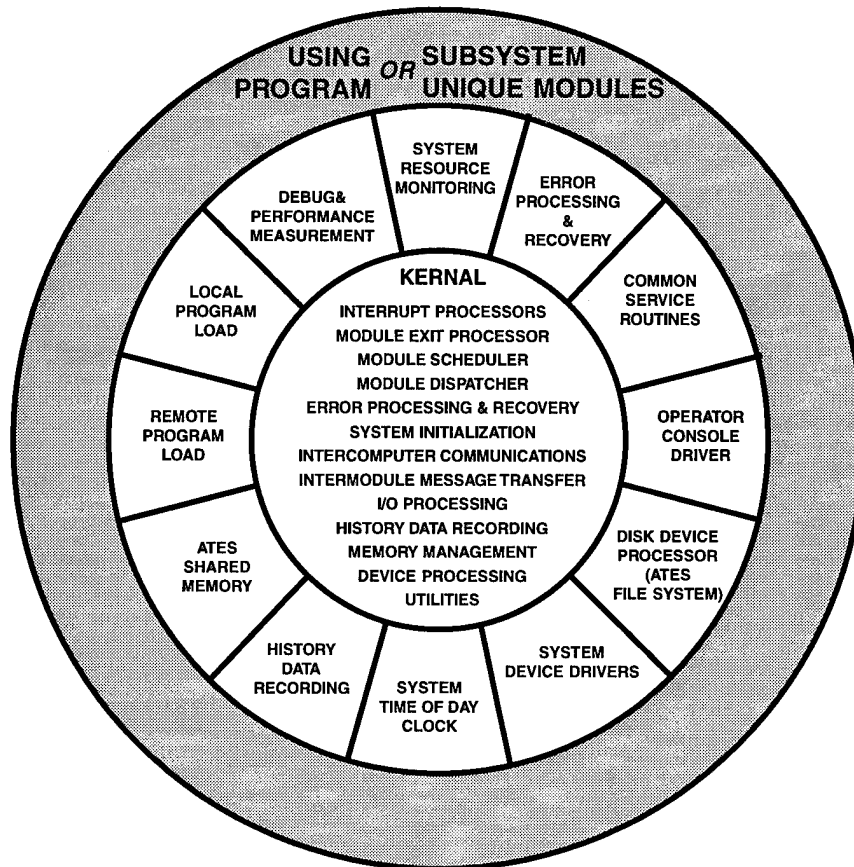 USING OR SUBSYSTEM
PROGRAM UNIQUE MODULES
SYSTEM
RESOURCE
MONITORING
ERROR
PROCESSING
&
RECOVERY
COMMON
SERVICE
ROUTINES
OPERATOR
CONSOLE
DRIVER
DISK DEVICE
PROCESSOR
(ATES
FILE SYSTEM)
SYSTEM
DEVICE DRIVERS
SYSTEM
TIME OF DAY
CLOCK
HISTORY
DATA
RECORDING
ATES
SHARED
MEMORY
REMOTE
PROGRAM
LOAD
LOCAL
PROGRAM
LOAD
DEBUG&
PERFORMANCE
MEASUREMENT
KERNAL
INTERRUPT PROCESSORS
MODULE EXIT PROCESSOR
MODULE SCHEDULER
MODULE DISPATCHER
ERROR PROCESSING & RECOVERY
SYSTEM INITIALIZATION
INTERCOMPUTER COMMUNICATIONS
INTERMODULE MESSAGE TRANSFER
I/O PROCESSING
HISTORY DATA RECORDING
MEMORY MANAGEMENT
DEVICE PROCESSING
UTILITIES